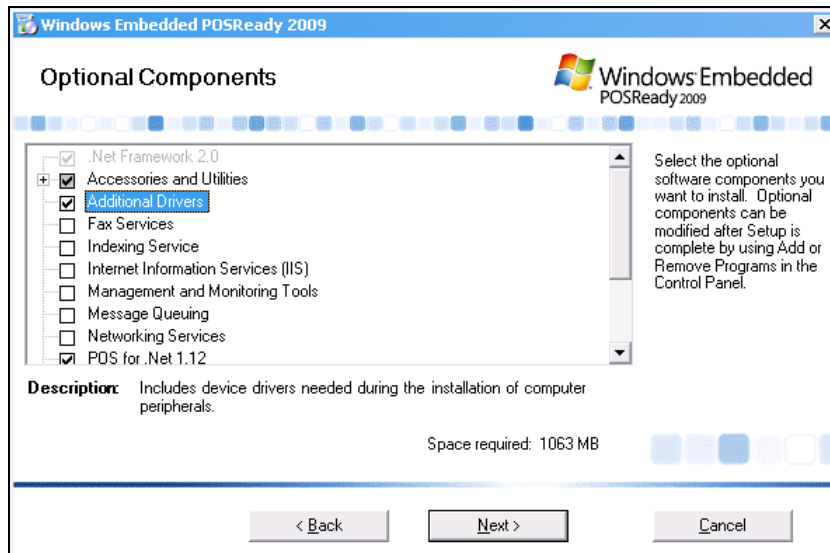 Windows Embedded POSReady 2009
Optional Components
Windows Embedded
POSReady 2009
.Net Framework 2.0
Accessories and Utilities
Additional Drivers
Fax Services
Indexing Service
Internet Information Services (IIS)
Management and Monitoring Tools
Message Queuing
Networking Services
POS for .Net 1.12
Select the optional
software components you
want to install. Optional
components can be
modified after Setup is
complete by using Add or
Remove Programs in the
Control Panel.
Description: Includes device drivers needed during the installation of computer
peripherals.
Space required: 1063 MB
< Back
Next >
Cancel